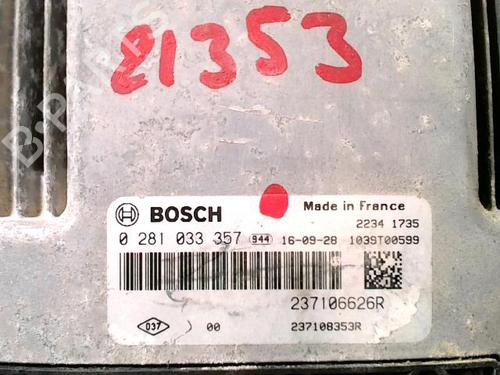 21353
B-PARTS
BOSCH
Made in France
2234 1735
0 281 033 357 944 16-09-28 1039T00599
237106626R
037 00 237108353R